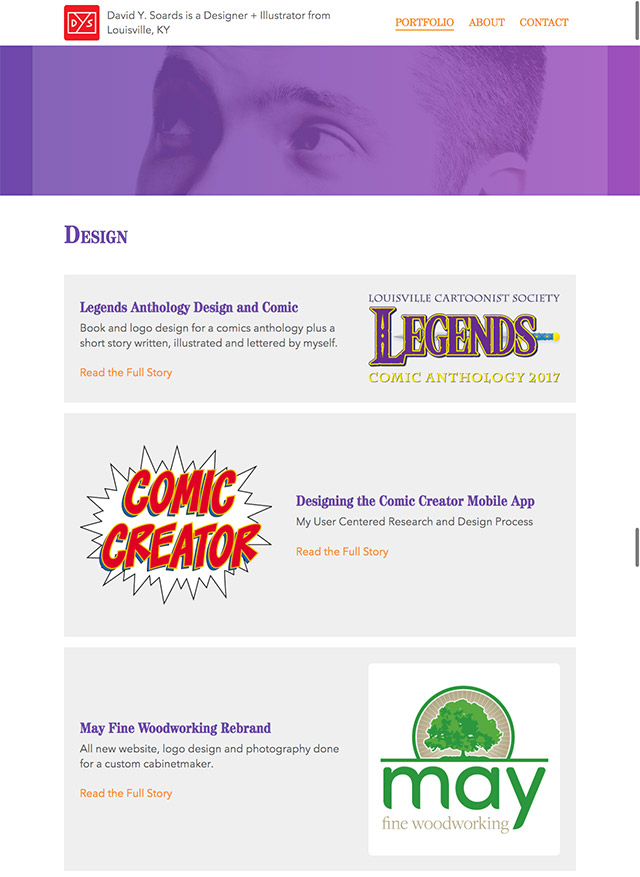 DYS
David Y. Soards is a Designer + Illustrator from
Louisville, KY
PORTFOLIO ABOUT CONTACT
DESIGN
Legends Anthology Design and Comic
Book and logo design for a comics anthology plus a
short story written, illustrated and lettered by myself.
Read the Full Story
LOUISVILLE CARTOONIST SOCIETY
LEGENDS
COMIC ANTHOLOGY 2017
COMIC
CREATOR
Designing the Comic Creator Mobile App
My User Centered Research and Design Process
Read the Full Story
May Fine Woodworking Rebrand
All new website, logo design and photography done
for a custom cabinetmaker.
Read the Full Story
may
fine woodworking